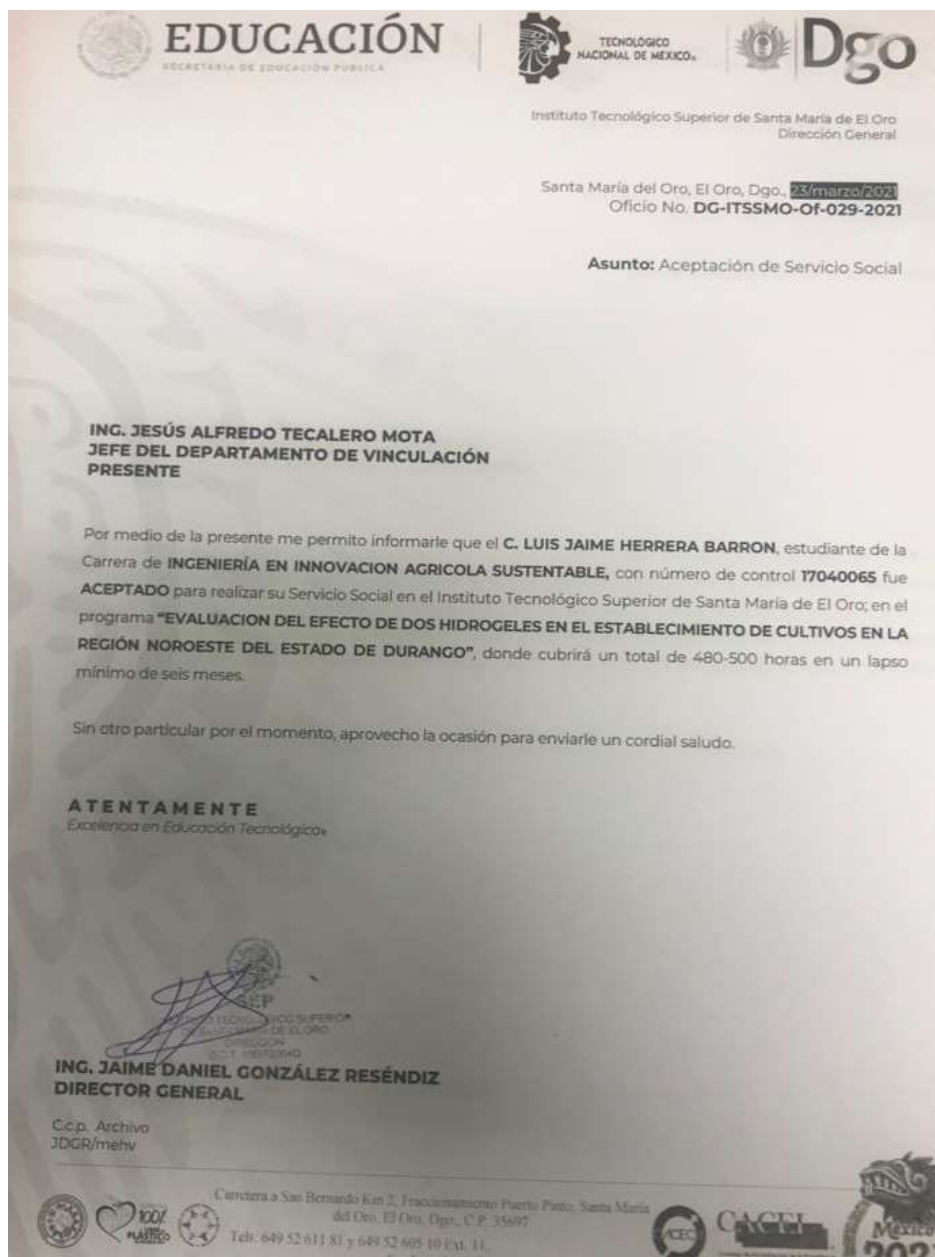 EDUCACIÓN
SECRETARÍA DE EDUCACIÓN PÚBLICA
TECNOLÓGICO
NACIONAL DE MÉXICO®
Dgo
Instituto Tecnológico Superior de Santa María de El Oro
Dirección General
Santa María del Oro, El Oro, Dgo., 23/marzo/2021
Oficio No. DG-ITSSMO-Of-029-2021
Asunto: Aceptación de Servicio Social
ING. JESÚS ALFREDO TECALERO MOTA
JEFE DEL DEPARTAMENTO DE VINCULACIÓN
PRESENTE
Por medio de la presente me permito informarle que el C. LUIS JAIME HERRERA BARRON, estudiante de la
Carrera de INGENIERÍA EN INNOVACION AGRICOLA SUSTENTABLE, con número de control 17040065 fue
ACEPTADO para realizar su Servicio Social en el Instituto Tecnológico Superior de Santa María de El Oro; en el
programa "EVALUACION DEL EFECTO DE DOS HIDROGELES EN EL ESTABLECIMIENTO DE CULTIVOS EN LA
REGIÓN NOROESTE DEL ESTADO DE DURANGO", donde cubrirá un total de 480-500 horas en un lapso
mínimo de seis meses.
Sin otro particular por el momento, aprovecho la ocasión para enviarle un cordial saludo.
ATENTAMENTE
Excelencia en Educación Tecnológica®
SEP
TECNOLÓGICO SUPERIOR
DE SANTA MARIA DE EL ORO
DIRECCIÓN
ING. JAIME DANIEL GONZÁLEZ RESÉNDIZ
DIRECTOR GENERAL
C.c.p. Archivo
JDGR/mehv
Carretera a San Bernardo Km 2, Fraccionamiento Puerto Pinto, Santa María
del Oro, El Oro, Dgo., C.P. 35697
Tels. 649 52 611 81 y 649 52 605 10 Ext. 11,
100%
PLÁSTICO
CACEI
México